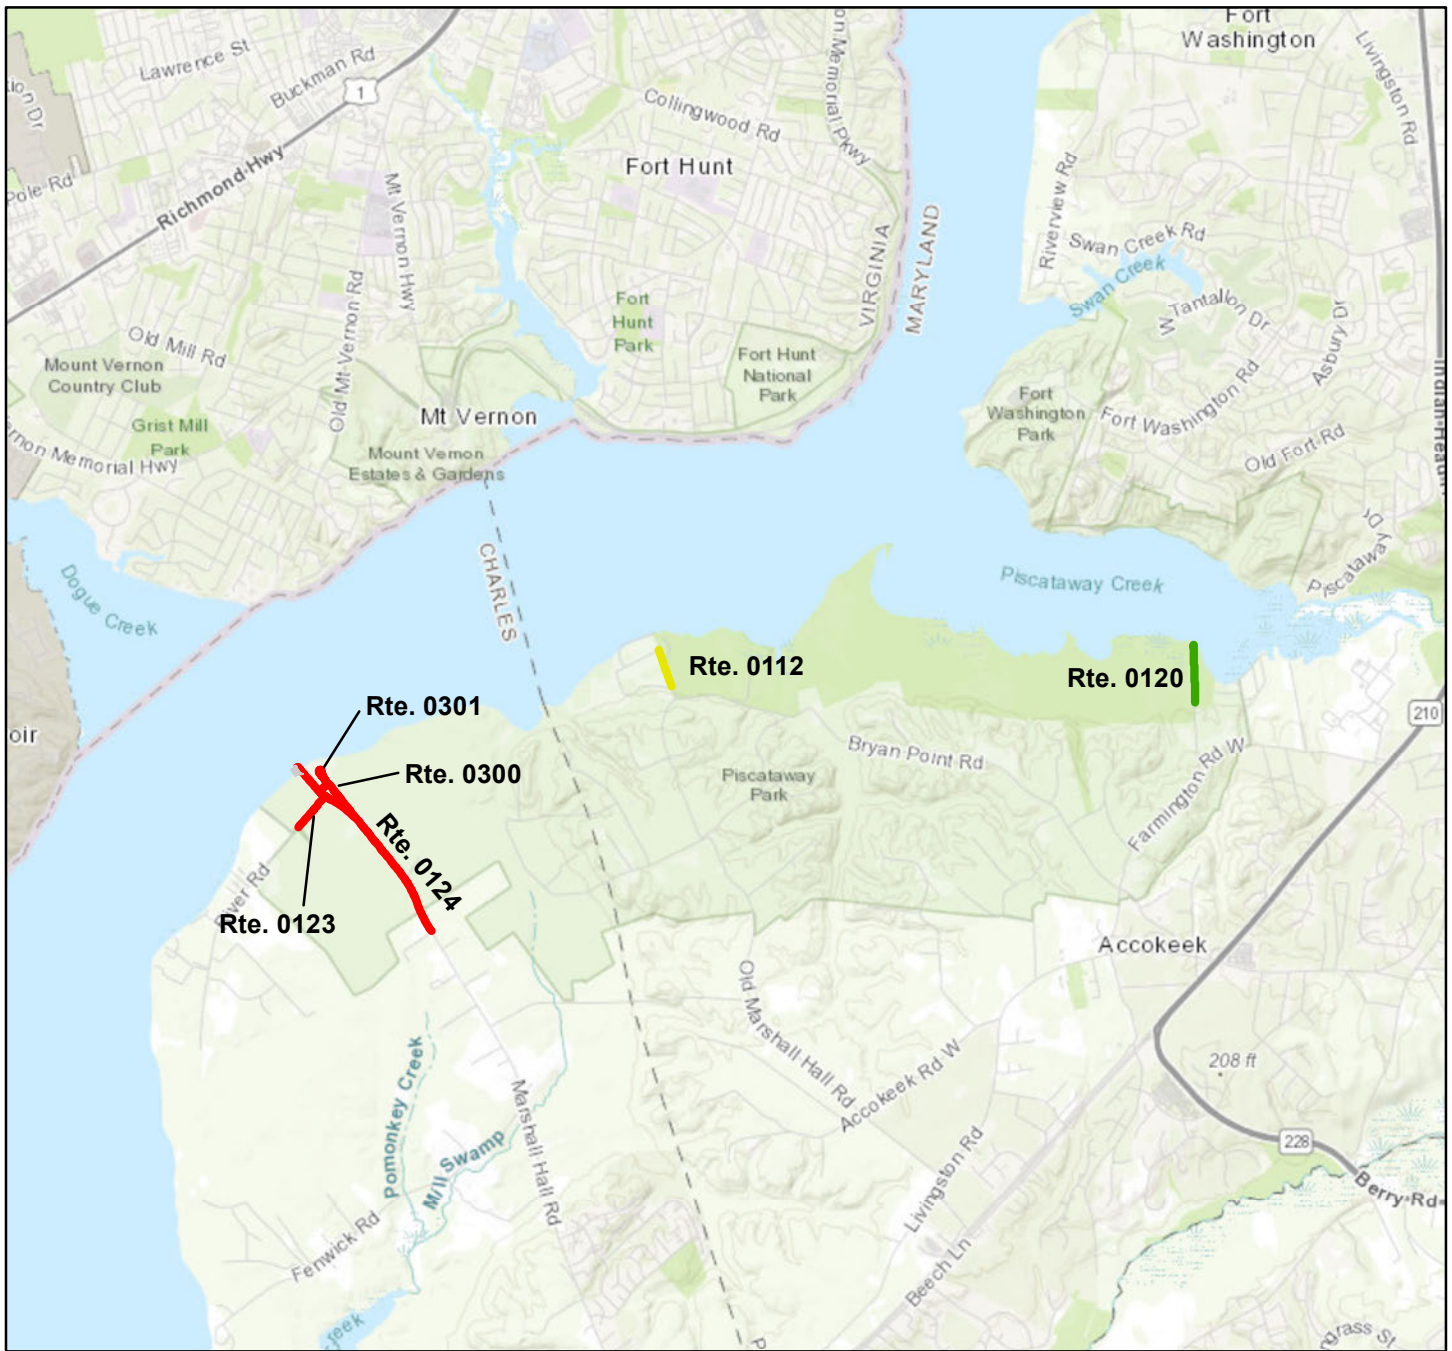 Fort
Washington
Lawrence St
Buckman Rd
1
Livingston Rd
Collingwood Rd
Fort Hunt
Richmond Hwy
Pole Rd
Mt Vernon Hwy
Riverview Rd
Swan Creek Rd
Swan Creek
VIRGINIA
MARYLAND
W Tantallon Dr
Asbury Dr
Old Mt Vernon Rd
Fort
Hunt
Park
Old Mill Rd
Mount Vernon
Country Club
Fort Hunt
National
Park
Fort
Washington
Park
Fort Washington Rd
Mt Vernon
Grist Mill
Park
Mount Vernon
Estates & Gardens
Old Fort Rd
Dogue Creek
CHARLES
Piscataway Creek
Piscataway Dr
Rte. 0112
Rte. 0120
Rte. 0301
210
Rte. 0300
Bryan Point Rd
Piscataway
Park
Farmington Rd W
Rte. 0124
River Rd
Rte. 0123
Accokeek
Old Marshall Hall Rd
Accokeek Rd W
208 ft
Pomonkey Creek
Mill Swamp
Marshall Hall Rd
228
Berry Rd
Livingston Rd
Fenwick Rd
Beech Ln